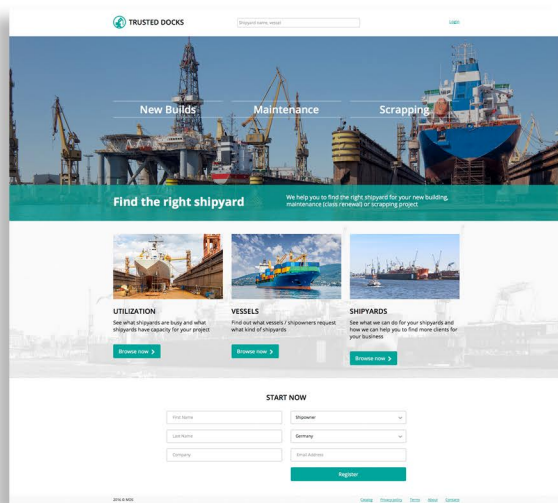 TRUSTED DOCKS
Shipyard name, vessel
Login
New Builds
Maintenance
Scrapping
Find the right shipyard
We help you to find the right shipyard for your new building,
maintenance (class renewal) or scrapping project
UTILIZATION
See what shipyards are busy and what
shipyards have capacity for your project
Browse now
VESSELS
Find out what vessels / shipowners request
what kind of shipyards
Browse now
SHIPYARDS
See what we can do for your shipyards and
how we can help you to find more clients for
your business
Browse now
START NOW
First Name
Shipowner
Last Name
Germany
Company
Email Address
Register
Catalog
Terms
About